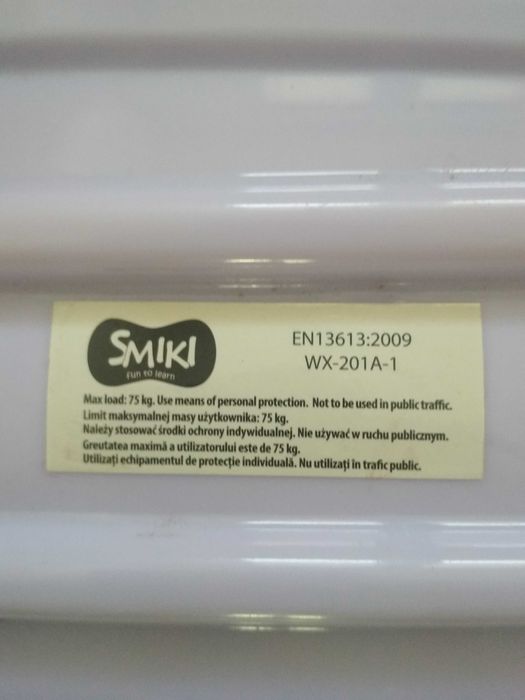 SMIKI
Fun to learn
EN13613:2009
WX-201A-1
Max load: 75 kg. Use means of personal protection. Not to be used in public traffic.
Limit maksymalnej masy użytkownika: 75 kg.
Należy stosować środki ochrony indywidualnej. Nie używać w ruchu publicznym.
Greutatea maximă a utilizatorului este de 75 kg.
Utilizați echipamentul de protecție individuală. Nu utilizați în trafic public.